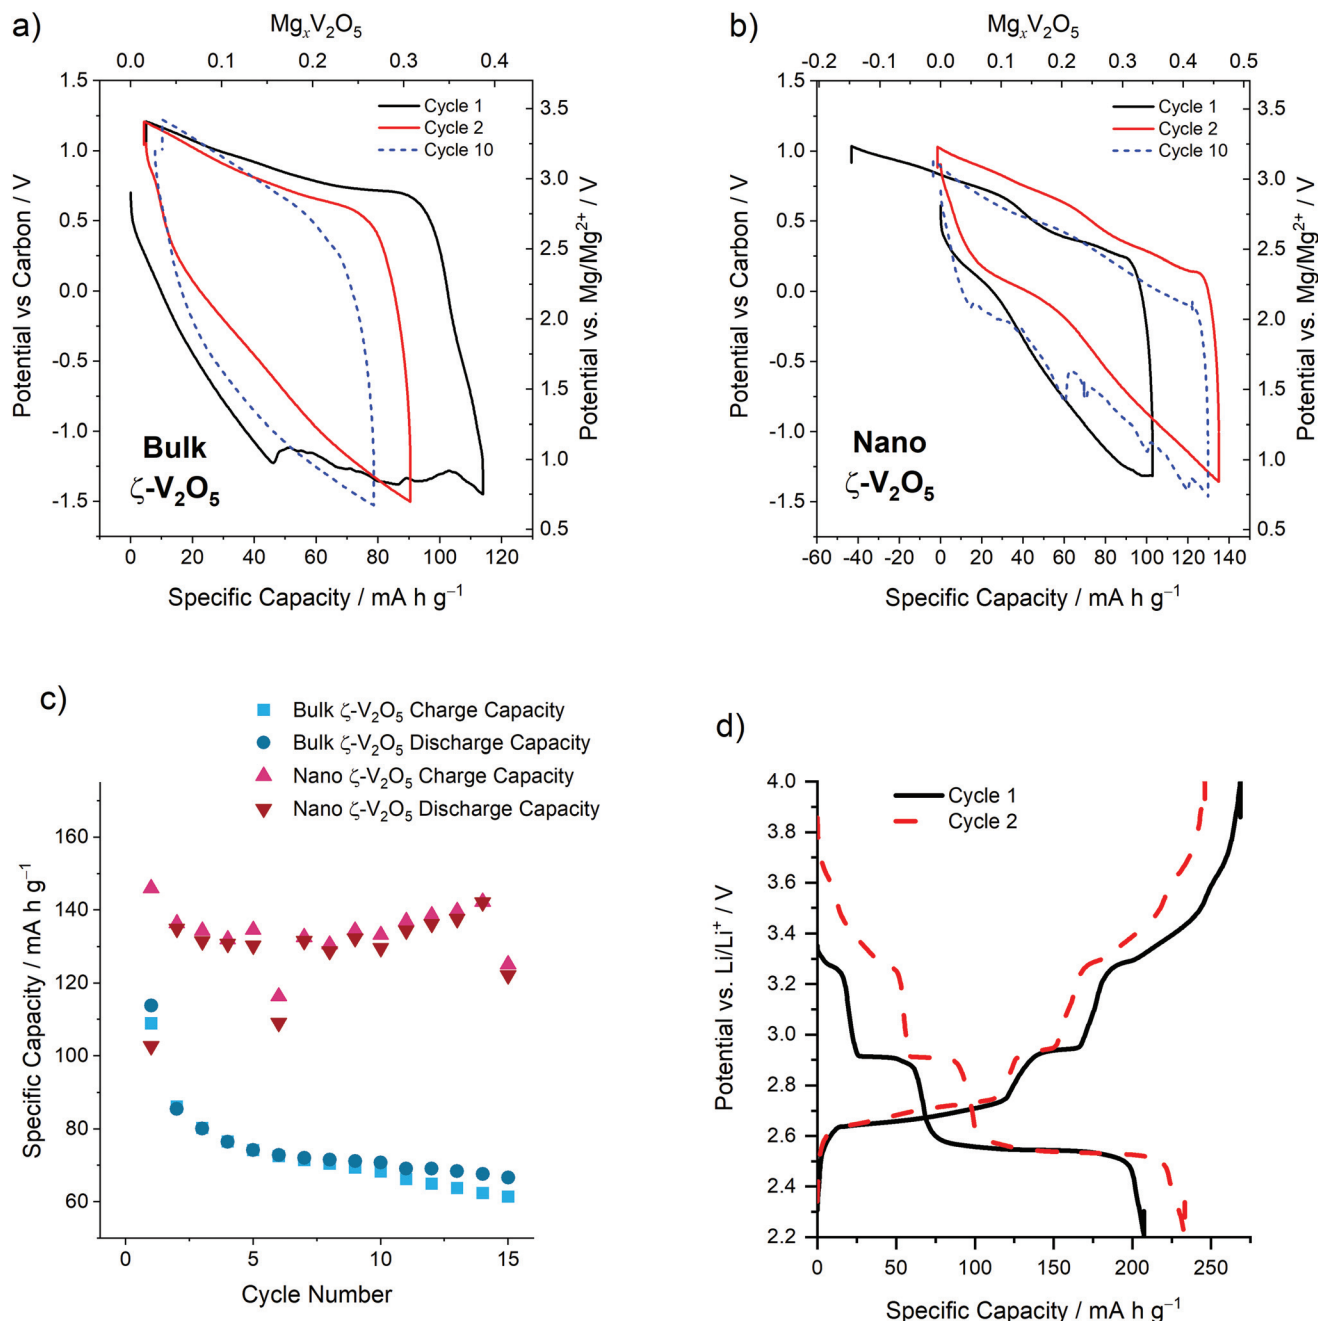 a)
MgₓV₂O₅
0.0 0.1 0.2 0.3 0.4
1.5
1.0
0.5
0.0
-0.5
-1.0
-1.5
Potential vs Carbon / V
Cycle 1
Cycle 2
Cycle 10
Bulk
ζ-V₂O₅
3.5
3.0
2.5
2.0
1.5
1.0
0.5
Potential vs. Mg/Mg²⁺ / V
0 20 40 60 80 100 120
Specific Capacity / mA h g⁻¹
b)
MgₓV₂O₅
-0.2 -0.1 0.0 0.1 0.2 0.3 0.4 0.5
1.5
1.0
0.5
0.0
-0.5
-1.0
-1.5
Potential vs Carbon / V
Cycle 1
Cycle 2
Cycle 10
Nano
ζ-V₂O₅
3.5
3.0
2.5
2.0
1.5
1.0
0.5
Potential vs. Mg/Mg²⁺ / V
-60 -40 -20 0 20 40 60 80 100 120 140
Specific Capacity / mA h g⁻¹
c)
Bulk ζ-V₂O₅ Charge Capacity
Bulk ζ-V₂O₅ Discharge Capacity
Nano ζ-V₂O₅ Charge Capacity
Nano ζ-V₂O₅ Discharge Capacity
160
140
120
100
80
60
Specific Capacity / mA h g⁻¹
0 5 10 15
Cycle Number
d)
4.0
3.8
3.6
3.4
3.2
3.0
2.8
2.6
2.4
2.2
Potential vs. Li/Li⁺ / V
Cycle 1
Cycle 2
0 50 100 150 200 250
Specific Capacity / mA h g⁻¹